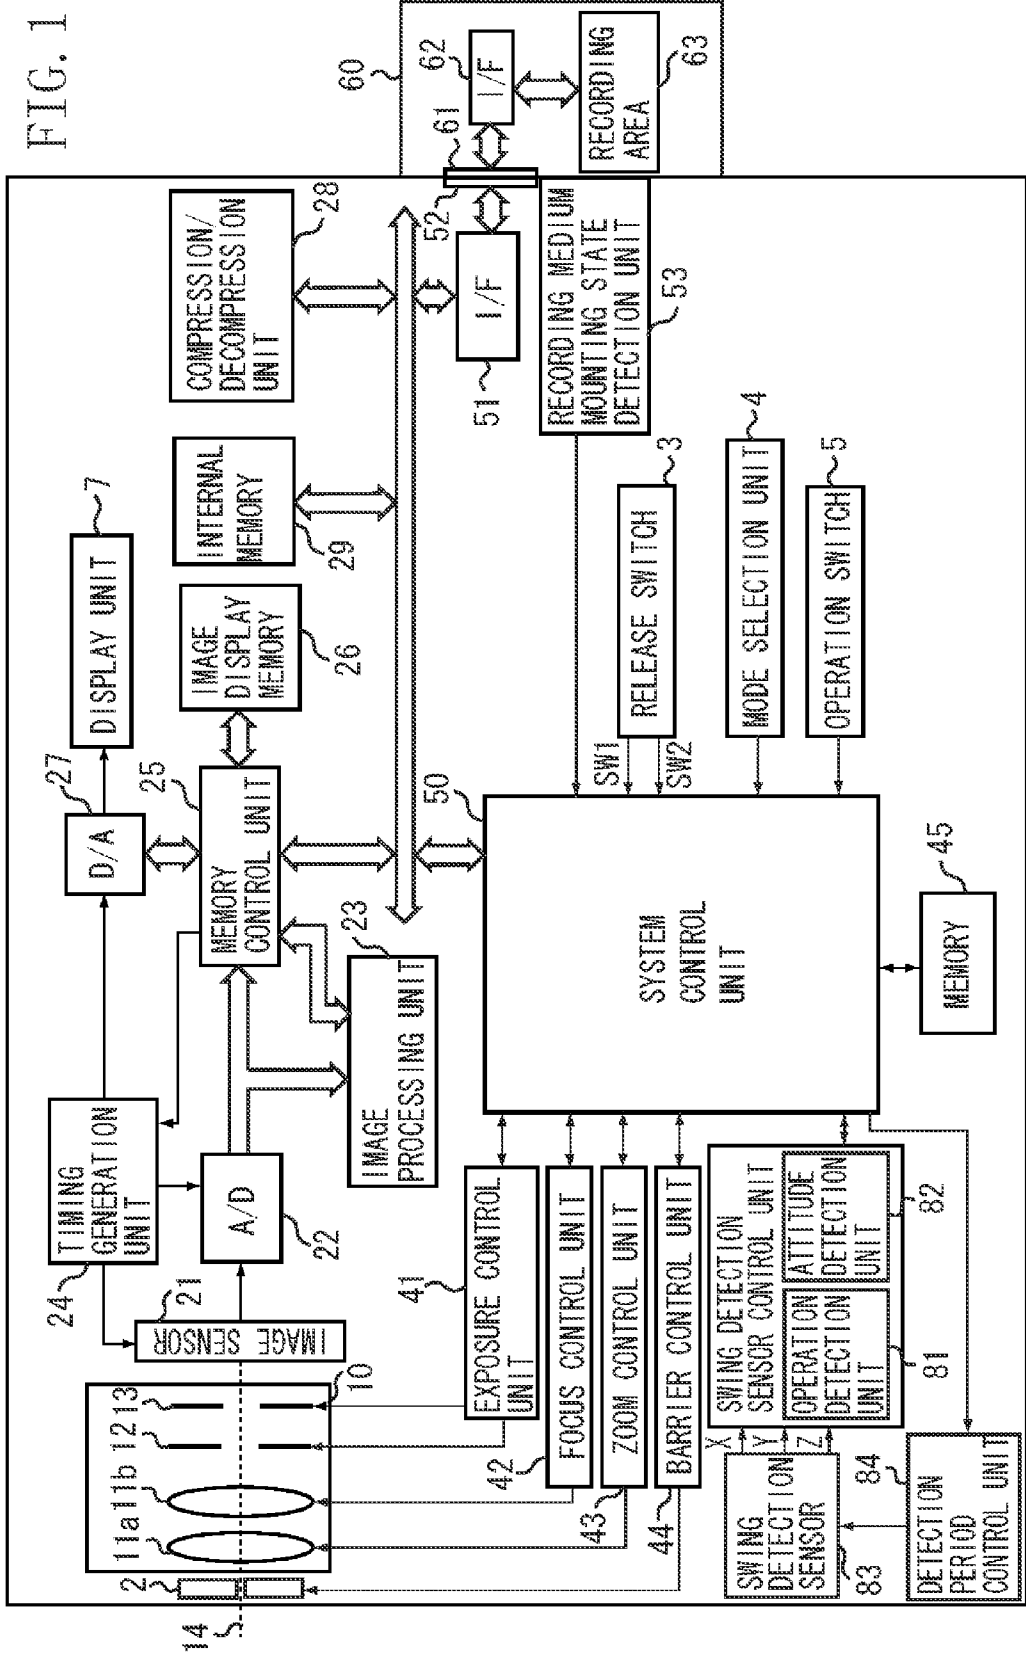 FIG. 1
14
2
11a
11b
12
13
10
IMAGE SENSOR
21
TIMING
GENERATION
UNIT
24
A/D
22
D/A
27
DISPLAY UNIT
7
MEMORY
CONTROL UNIT
25
IMAGE
DISPLAY
MEMORY
26
INTERNAL
MEMORY
29
COMPRESSION/
DECOMPRESSION
UNIT
28
IMAGE
PROCESSING UNIT
23
I/F
51
52
61
60
I/F
62
RECORDING
AREA
63
RECORDING MEDIUM
MOUNTING STATE
DETECTION UNIT
53
EXPOSURE CONTROL
UNIT
41
FOCUS CONTROL UNIT
42
ZOOM CONTROL UNIT
43
BARRIER CONTROL UNIT
44
SYSTEM
CONTROL
UNIT
50
SW1
SW2
RELEASE SWITCH
3
MODE SELECTION UNIT
4
OPERATION SWITCH
5
MEMORY
45
SWING DETECTION
SENSOR CONTROL UNIT
OPERATION
DETECTION
UNIT
81
ATTITUDE
DETECTION
UNIT
82
X
Y
Z
SWING
DETECTION
SENSOR
83
DETECTION
PERIOD
CONTROL UNIT
84